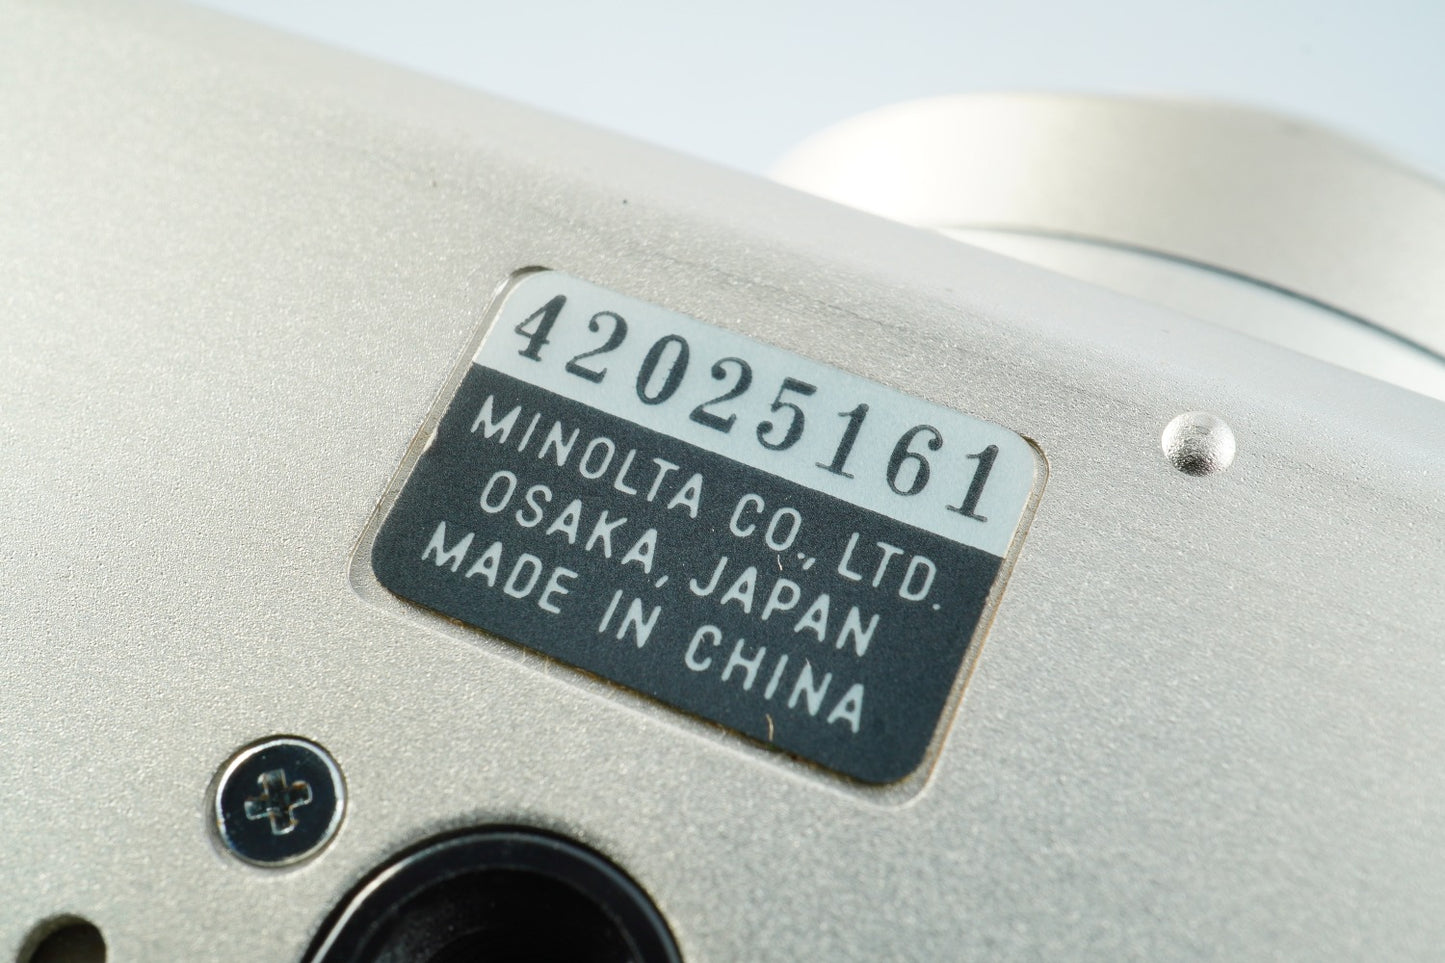 42025161
MINOLTA CO., LTD.
OSAKA, JAPAN
MADE IN CHINA